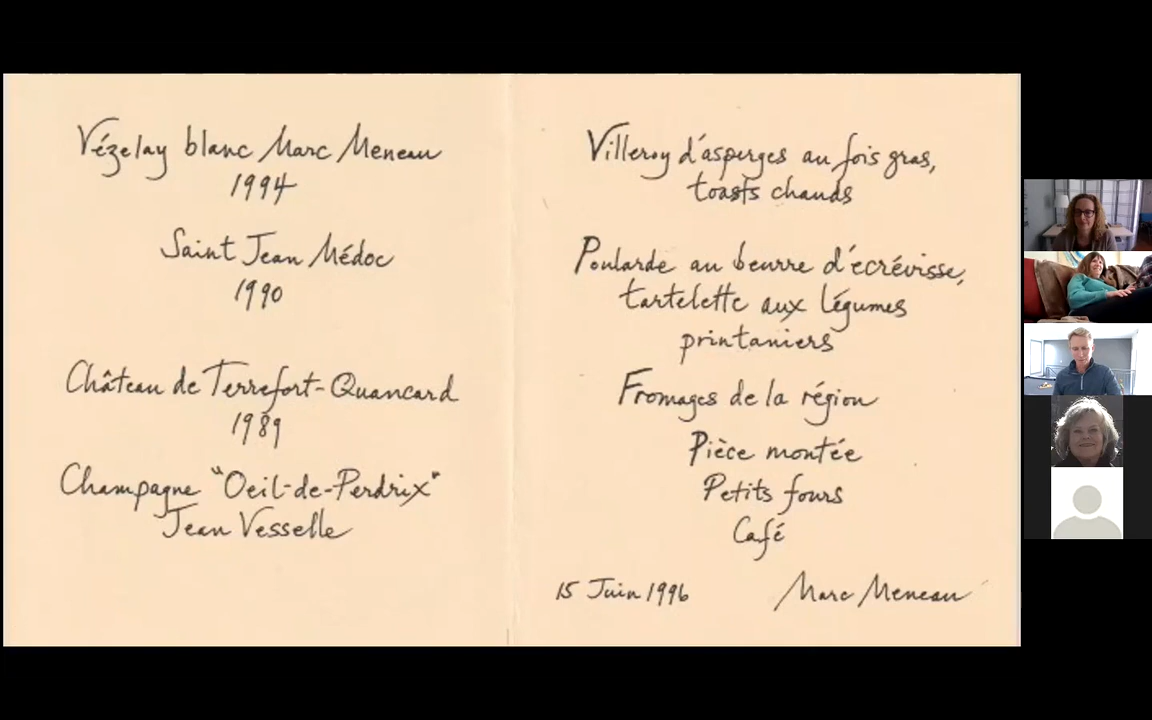 Vézelay blanc Marc Meneau
1994
Saint Jean Médoc
1990
Château de Terrefort-Quancard
1989
Champagne "Oeil-de-Perdrix"
Jean Vesselle
Villeroy d'asperges au fois gras,
toasts chauds
Poularde au beurre d'écrévisse,
tartelette aux légumes
printaniers
Fromages de la région
Pièce montée
Petits fours
Café
15 Juin 1996
Marc Meneau